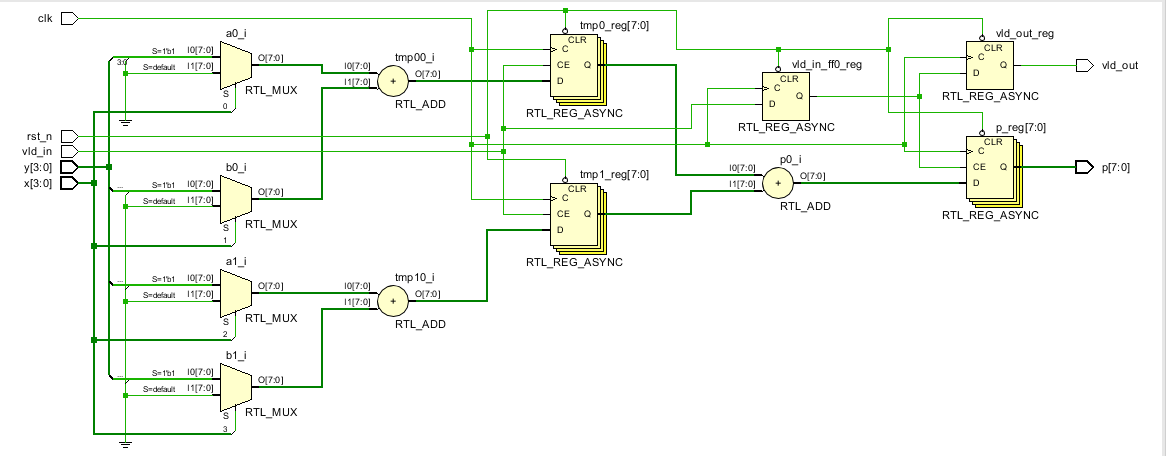 clk
rst_n
vld_in
y[3:0]
x[3:0]
a0_i
S=1'b1 I0[7:0]
3:0
S=default I1[7:0]
O[7:0]
S
0
RTL_MUX
b0_i
...
S=1'b1 I0[7:0]
S=default I1[7:0]
O[7:0]
S
1
RTL_MUX
a1_i
...
S=1'b1 I0[7:0]
S=default I1[7:0]
O[7:0]
S
2
RTL_MUX
b1_i
...
S=1'b1 I0[7:0]
S=default I1[7:0]
O[7:0]
S
3
RTL_MUX
tmp00_i
I0[7:0]
I1[7:0]
+
O[7:0]
RTL_ADD
tmp10_i
I0[7:0]
I1[7:0]
+
O[7:0]
RTL_ADD
tmp0_reg[7:0]
CLR
C
CE Q
D
RTL_REG_ASYNC
tmp1_reg[7:0]
CLR
C
CE Q
D
RTL_REG_ASYNC
vld_in_ff0_reg
CLR
C
Q
D
RTL_REG_ASYNC
p0_i
I0[7:0]
I1[7:0]
+
O[7:0]
RTL_ADD
vld_out_reg
CLR
C
Q
D
RTL_REG_ASYNC
p_reg[7:0]
CLR
C
CE Q
D
RTL_REG_ASYNC
vld_out
p[7:0]